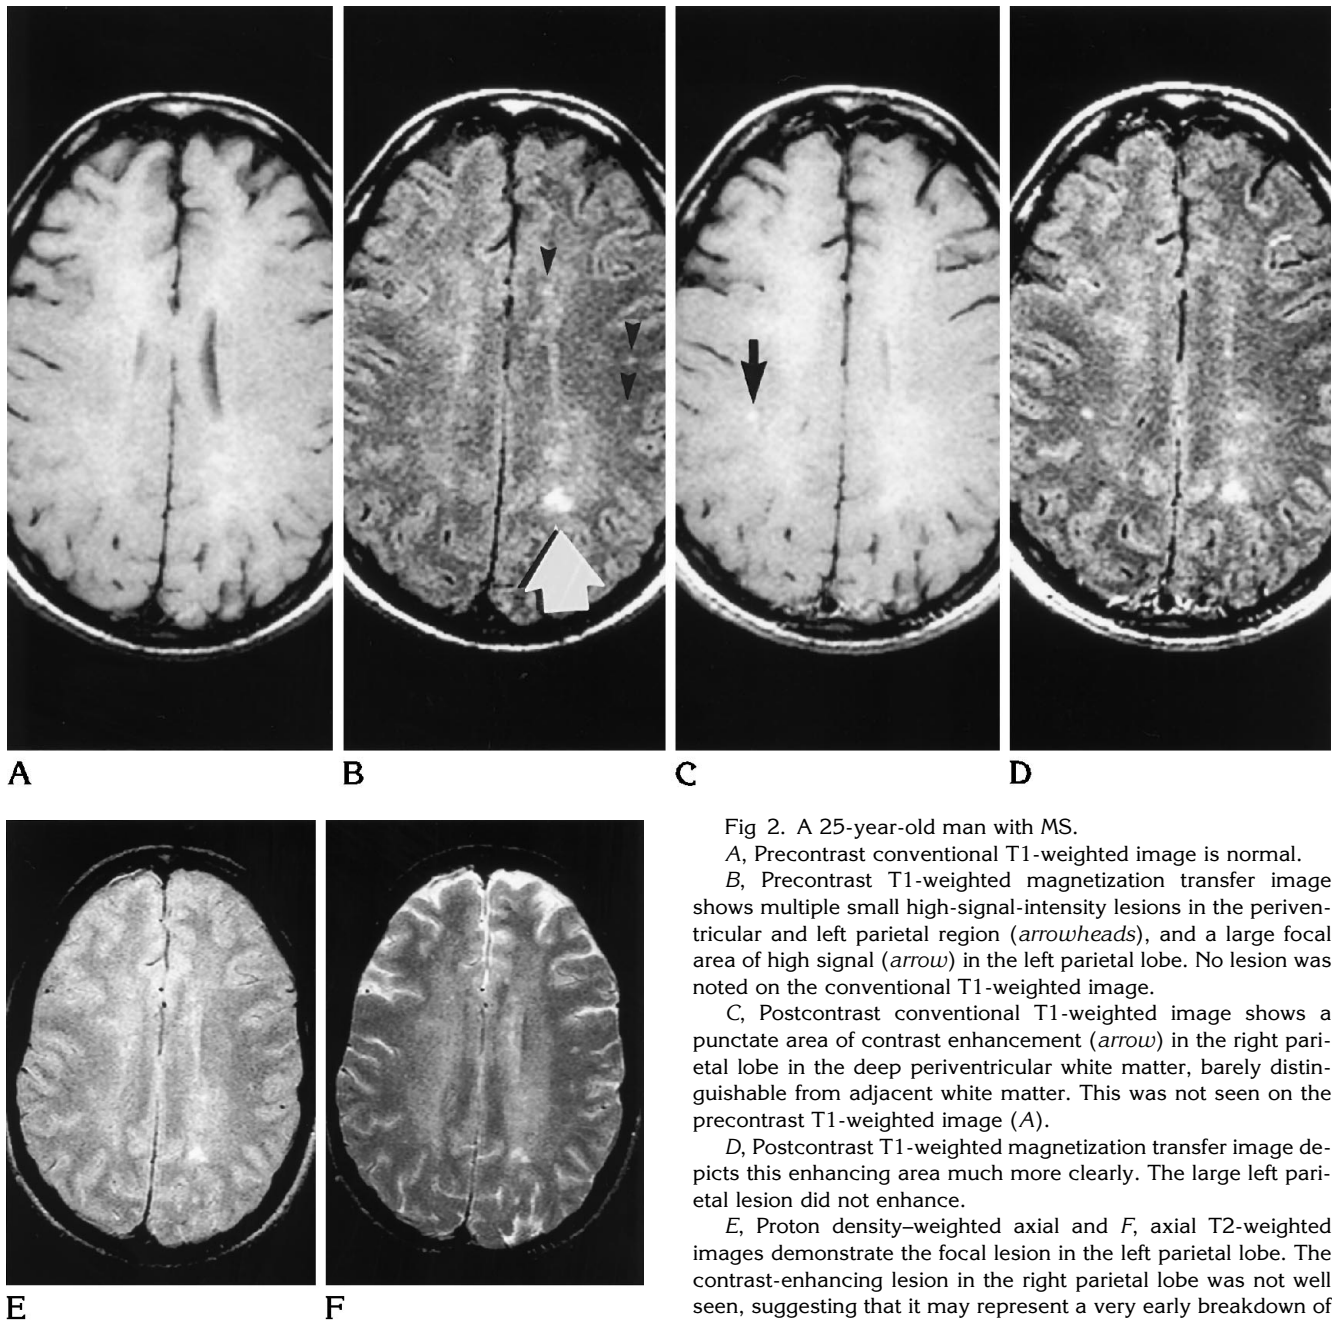 A
B
C
D
E
F
Fig 2. A 25-year-old man with MS.
A, Precontrast conventional T1-weighted image is normal.
B, Precontrast T1-weighted magnetization transfer image
shows multiple small high-signal-intensity lesions in the periven-
tricular and left parietal region (arrowheads), and a large focal
area of high signal (arrow) in the left parietal lobe. No lesion was
noted on the conventional T1-weighted image.
C, Postcontrast conventional T1-weighted image shows a
punctate area of contrast enhancement (arrow) in the right pari-
etal lobe in the deep periventricular white matter, barely distin-
guishable from adjacent white matter. This was not seen on the
precontrast T1-weighted image (A).
D, Postcontrast T1-weighted magnetization transfer image de-
picts this enhancing area much more clearly. The large left pari-
etal lesion did not enhance.
E, Proton density–weighted axial and F, axial T2-weighted
images demonstrate the focal lesion in the left parietal lobe. The
contrast-enhancing lesion in the right parietal lobe was not well
seen, suggesting that it may represent a very early breakdown of